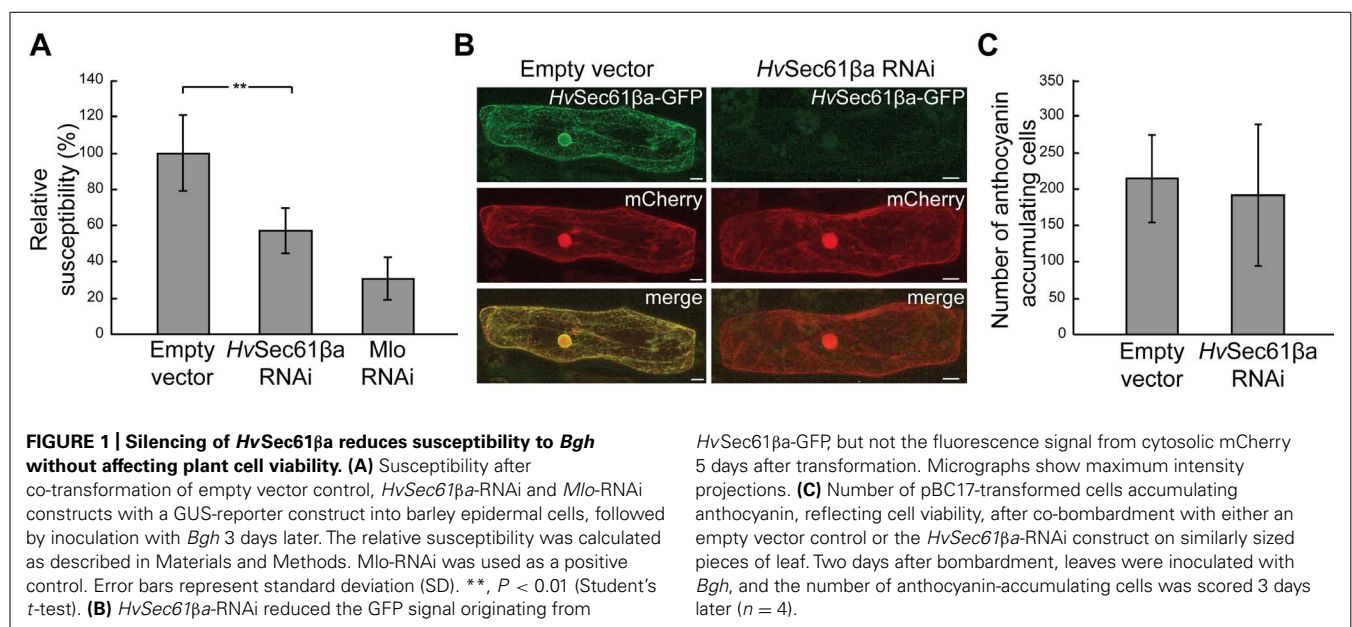 A
140
120
100
80
60
40
20
0
Relative
susceptibility (%)
**
Empty
vector
HvSec61βa
RNAi
Mlo
RNAi
B
Empty vector
HvSec61βa RNAi
HvSec61βa-GFP
HvSec61βa-GFP
mCherry
mCherry
merge
merge
C
350
300
250
200
150
100
50
0
Number of anthocyanin
accumulating cells
Empty
vector
HvSec61βa
RNAi
FIGURE 1 | Silencing of HvSec61βa reduces susceptibility to Bgh
without affecting plant cell viability. (A) Susceptibility after
co-transformation of empty vector control, HvSec61βa-RNAi and Mlo-RNAi
constructs with a GUS-reporter construct into barley epidermal cells, followed
by inoculation with Bgh 3 days later. The relative susceptibility was calculated
as described in Materials and Methods. Mlo-RNAi was used as a positive
control. Error bars represent standard deviation (SD). **, P < 0.01 (Student's
t-test). (B) HvSec61βa-RNAi reduced the GFP signal originating from
HvSec61βa-GFP, but not the fluorescence signal from cytosolic mCherry
5 days after transformation. Micrographs show maximum intensity
projections. (C) Number of pBC17-transformed cells accumulating
anthocyanin, reflecting cell viability, after co-bombardment with either an
empty vector control or the HvSec61βa-RNAi construct on similarly sized
pieces of leaf. Two days after bombardment, leaves were inoculated with
Bgh, and the number of anthocyanin-accumulating cells was scored 3 days
later (n = 4).